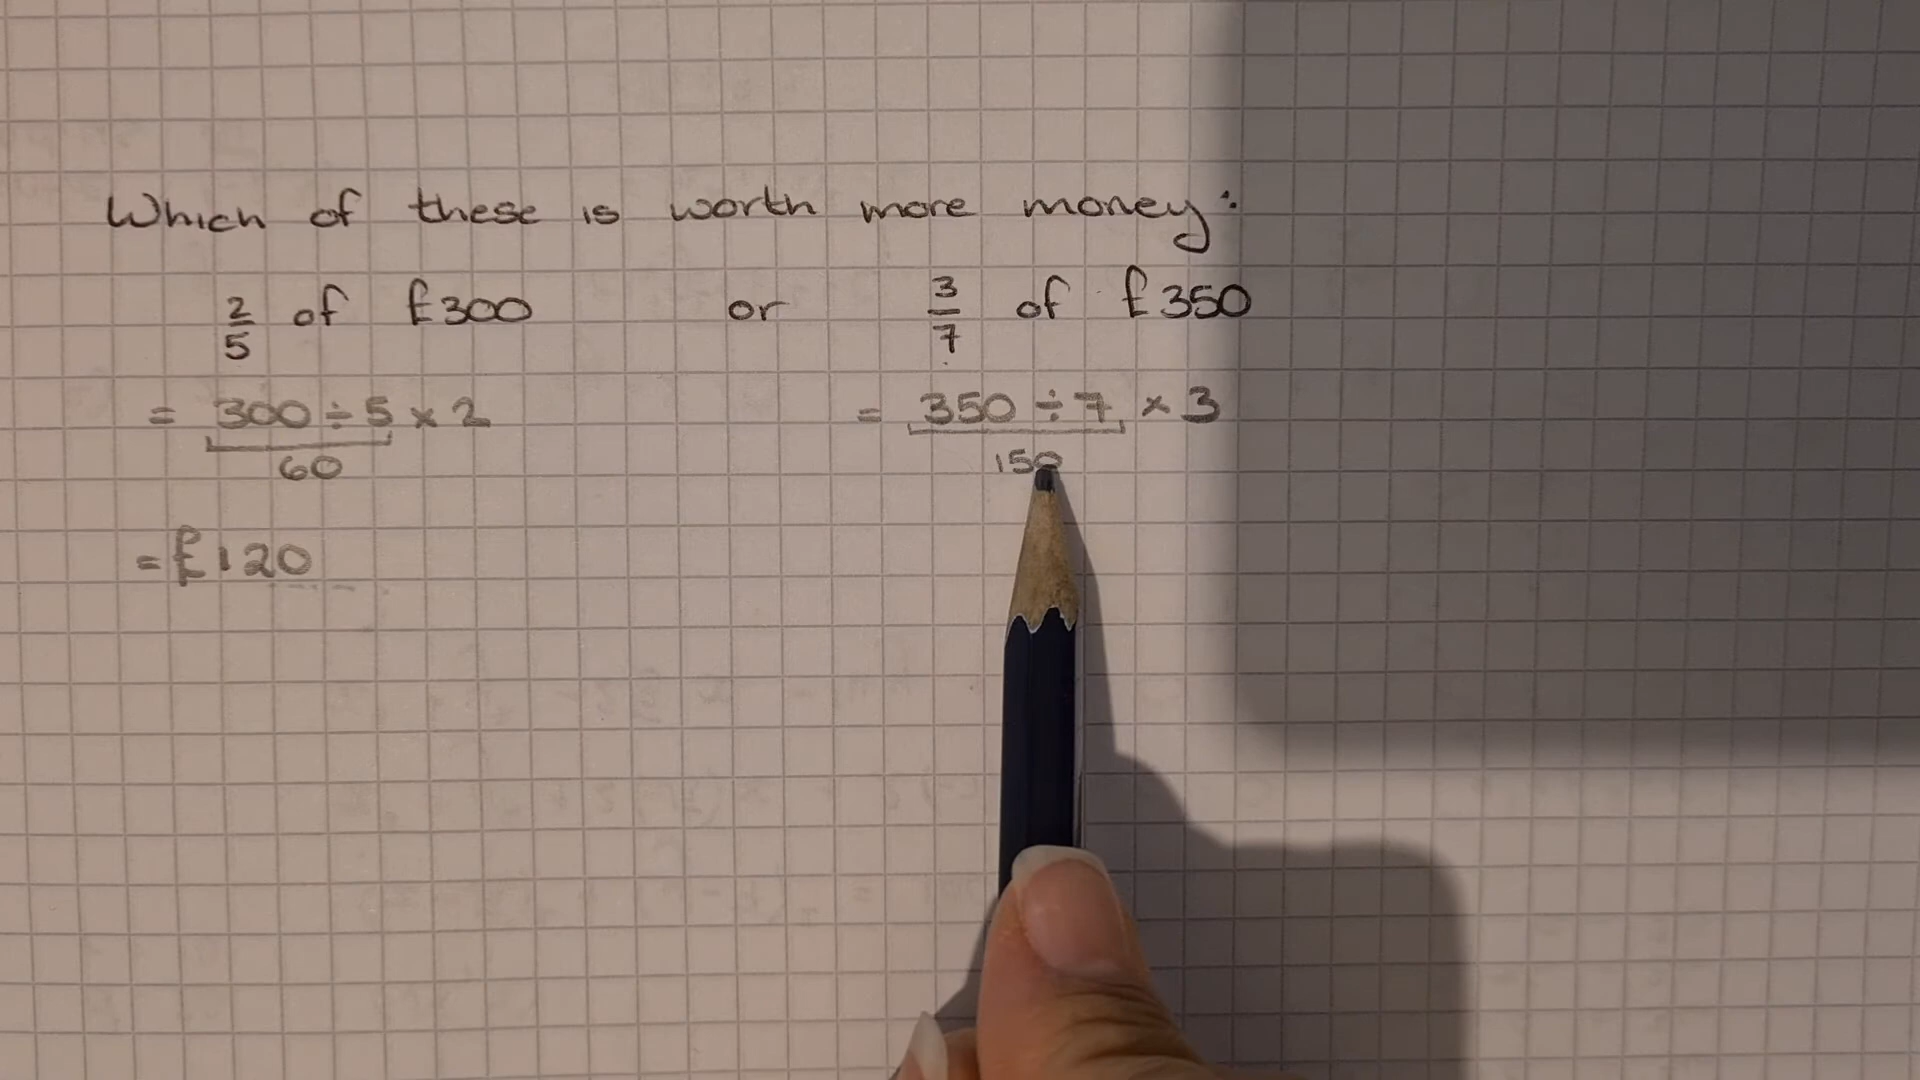 Which of these is worth more money:
2/5 of £300 or 3/7 of £350
= 300 ÷ 5 × 2 = 350 ÷ 7 × 3
60 150
= £120